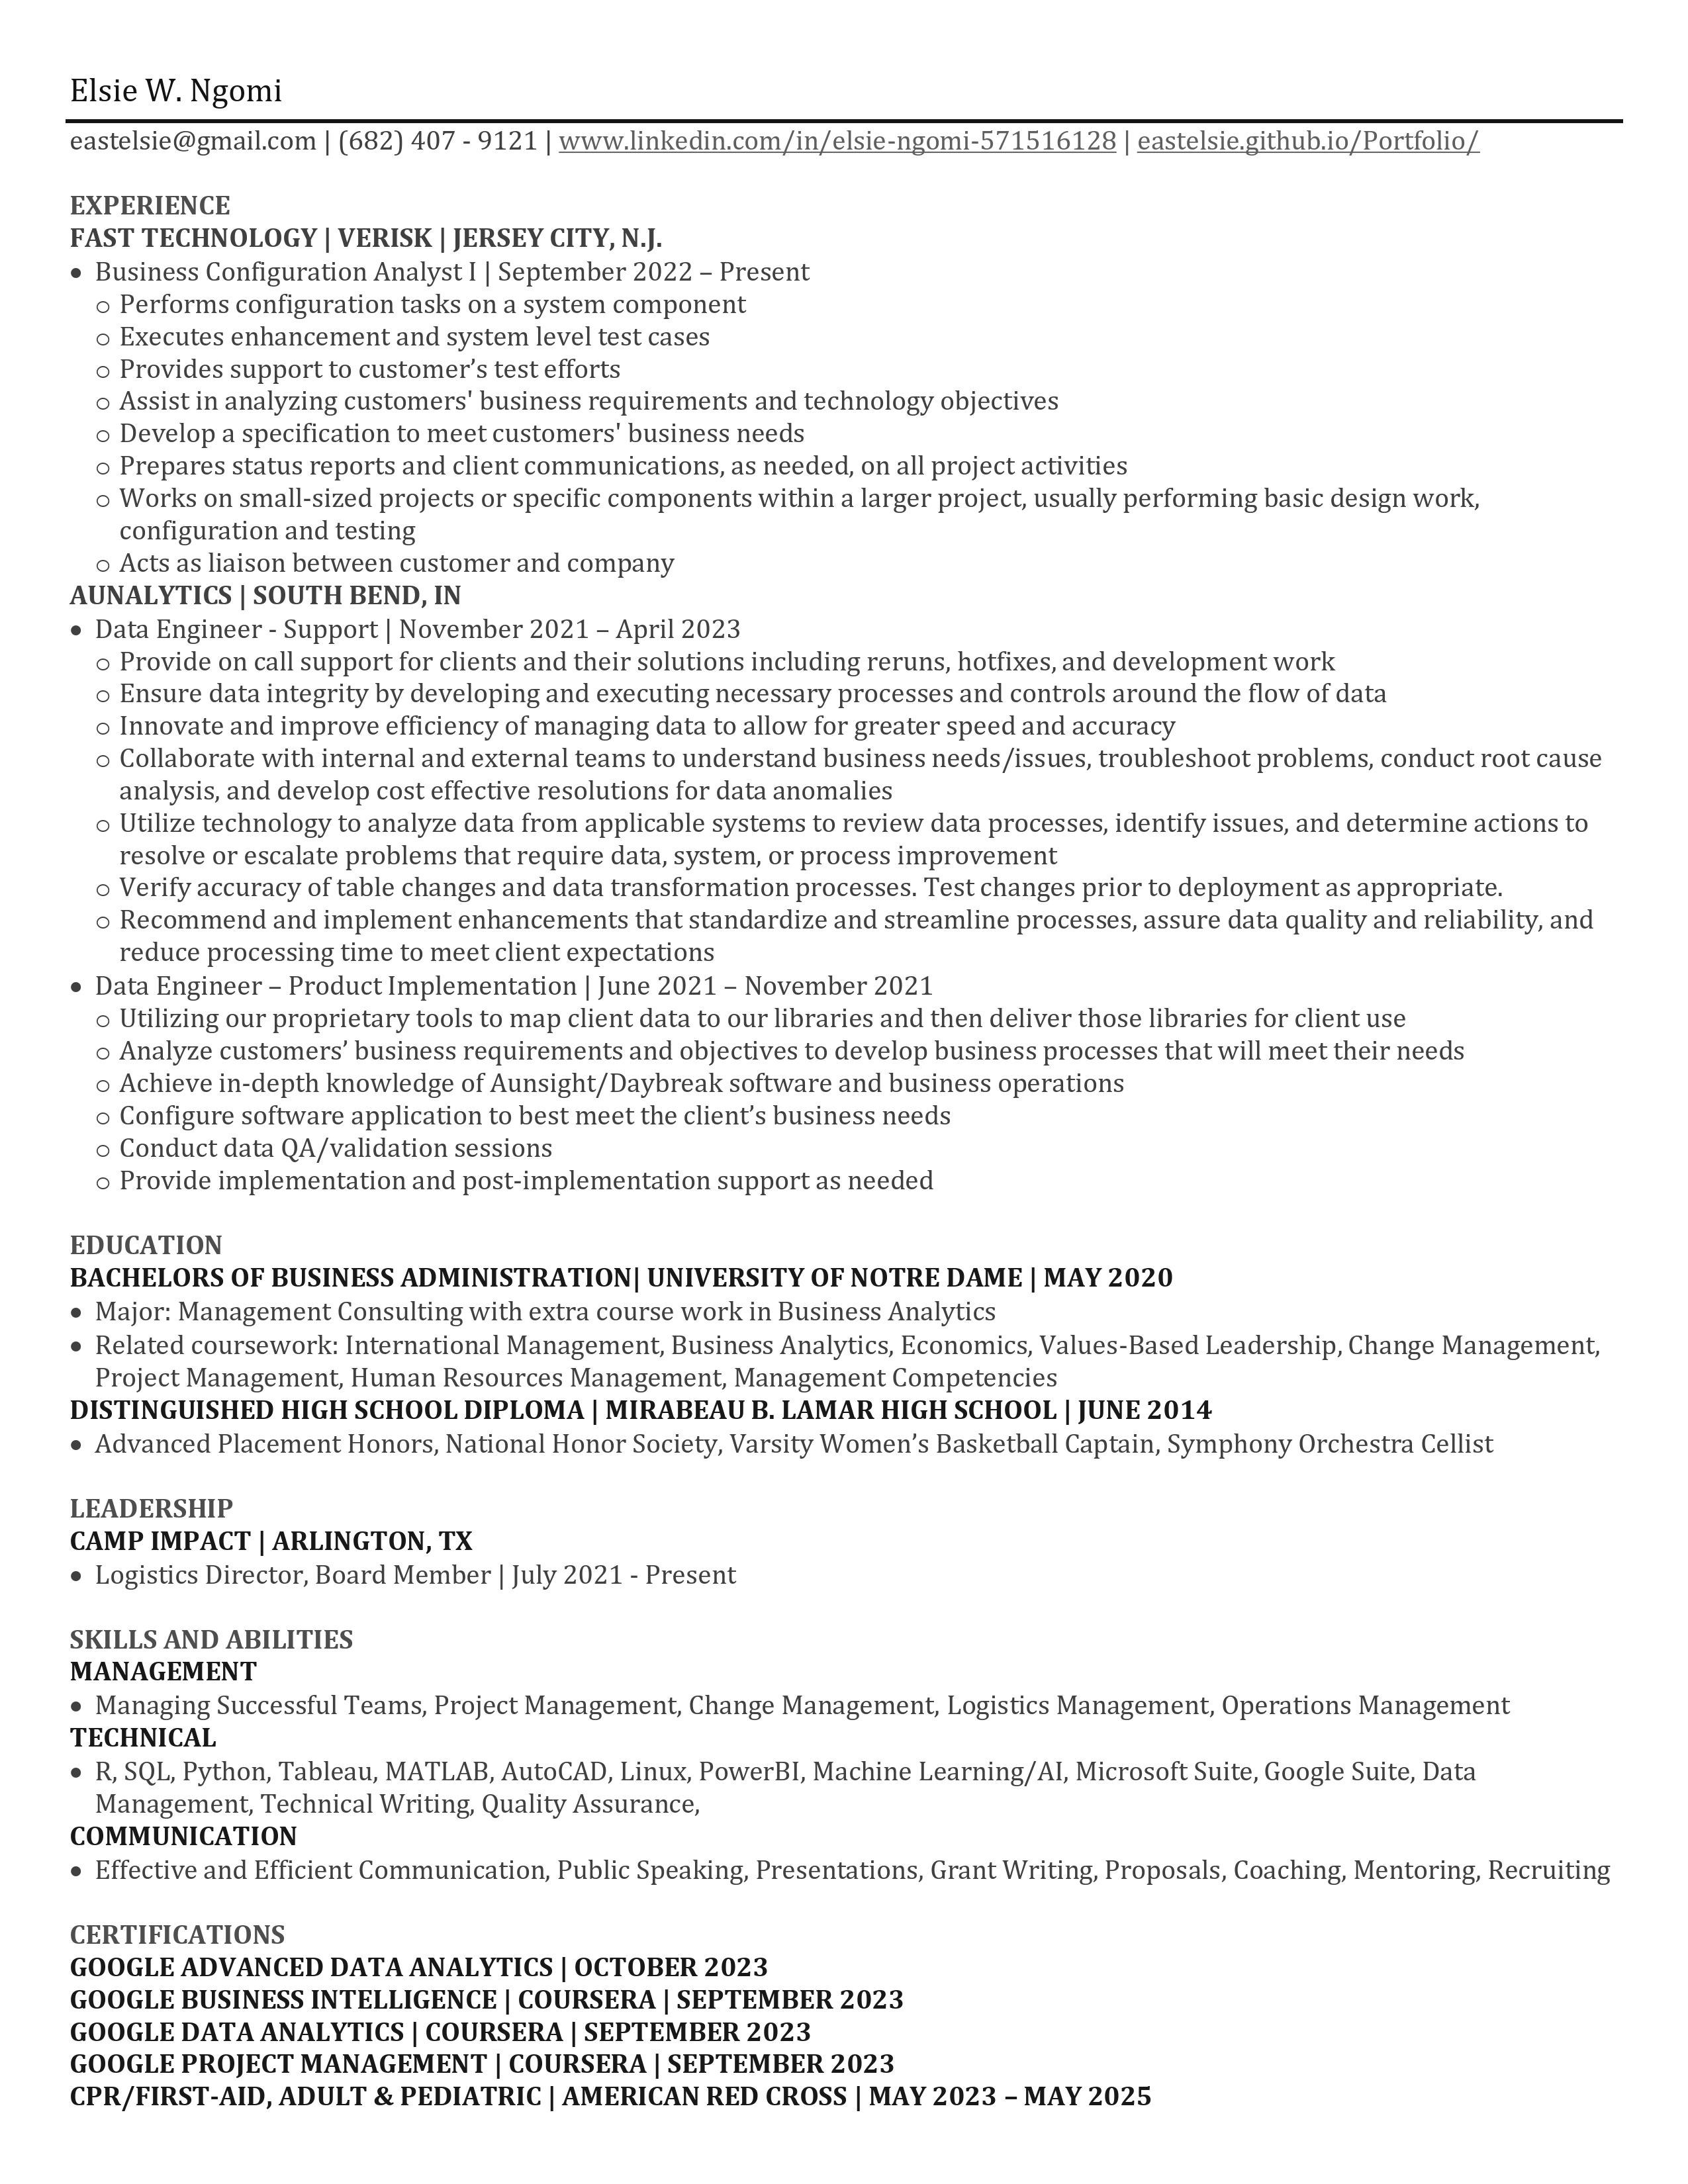 Elsie W. Ngomi
eastelsie@gmail.com | (682) 407 - 9121 | www.linkedin.com/in/elsie-ngomi-571516128 | eastelsie.github.io/Portfolio/
EXPERIENCE
FAST TECHNOLOGY | VERISK | JERSEY CITY, N.J.
• Business Configuration Analyst I | September 2022 – Present
o Performs configuration tasks on a system component
o Executes enhancement and system level test cases
o Provides support to customer’s test efforts
o Assist in analyzing customers' business requirements and technology objectives
o Develop a specification to meet customers' business needs
o Prepares status reports and client communications, as needed, on all project activities
o Works on small-sized projects or specific components within a larger project, usually performing basic design work,
configuration and testing
o Acts as liaison between customer and company
AUNALYTICS | SOUTH BEND, IN
• Data Engineer - Support | November 2021 – April 2023
o Provide on call support for clients and their solutions including reruns, hotfixes, and development work
o Ensure data integrity by developing and executing necessary processes and controls around the flow of data
o Innovate and improve efficiency of managing data to allow for greater speed and accuracy
o Collaborate with internal and external teams to understand business needs/issues, troubleshoot problems, conduct root cause
analysis, and develop cost effective resolutions for data anomalies
o Utilize technology to analyze data from applicable systems to review data processes, identify issues, and determine actions to
resolve or escalate problems that require data, system, or process improvement
o Verify accuracy of table changes and data transformation processes. Test changes prior to deployment as appropriate.
o Recommend and implement enhancements that standardize and streamline processes, assure data quality and reliability, and
reduce processing time to meet client expectations
• Data Engineer – Product Implementation | June 2021 – November 2021
o Utilizing our proprietary tools to map client data to our libraries and then deliver those libraries for client use
o Analyze customers’ business requirements and objectives to develop business processes that will meet their needs
o Achieve in-depth knowledge of Aunsight/Daybreak software and business operations
o Configure software application to best meet the client’s business needs
o Conduct data QA/validation sessions
o Provide implementation and post-implementation support as needed
EDUCATION
BACHELORS OF BUSINESS ADMINISTRATION| UNIVERSITY OF NOTRE DAME | MAY 2020
• Major: Management Consulting with extra course work in Business Analytics
• Related coursework: International Management, Business Analytics, Economics, Values-Based Leadership, Change Management,
Project Management, Human Resources Management, Management Competencies
DISTINGUISHED HIGH SCHOOL DIPLOMA | MIRABEAU B. LAMAR HIGH SCHOOL | JUNE 2014
• Advanced Placement Honors, National Honor Society, Varsity Women’s Basketball Captain, Symphony Orchestra Cellist
LEADERSHIP
CAMP IMPACT | ARLINGTON, TX
• Logistics Director, Board Member | July 2021 - Present
SKILLS AND ABILITIES
MANAGEMENT
• Managing Successful Teams, Project Management, Change Management, Logistics Management, Operations Management
TECHNICAL
• R, SQL, Python, Tableau, MATLAB, AutoCAD, Linux, PowerBI, Machine Learning/AI, Microsoft Suite, Google Suite, Data
Management, Technical Writing, Quality Assurance,
COMMUNICATION
• Effective and Efficient Communication, Public Speaking, Presentations, Grant Writing, Proposals, Coaching, Mentoring, Recruiting
CERTIFICATIONS
GOOGLE ADVANCED DATA ANALYTICS | OCTOBER 2023
GOOGLE BUSINESS INTELLIGENCE | COURSERA | SEPTEMBER 2023
GOOGLE DATA ANALYTICS | COURSERA | SEPTEMBER 2023
GOOGLE PROJECT MANAGEMENT | COURSERA | SEPTEMBER 2023
CPR/FIRST-AID, ADULT & PEDIATRIC | AMERICAN RED CROSS | MAY 2023 – MAY 2025